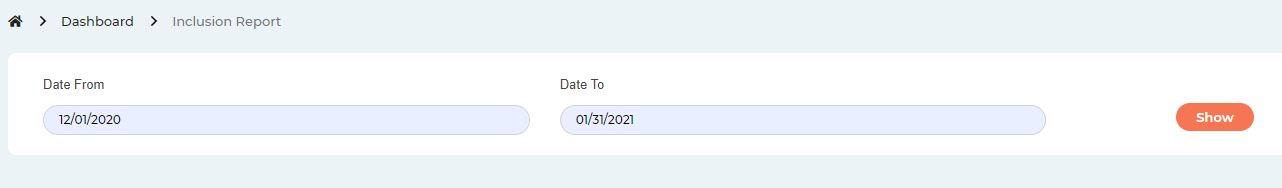 Dashboard Inclusion Report
Date From Date To
12/01/2020 01/31/2021 Show